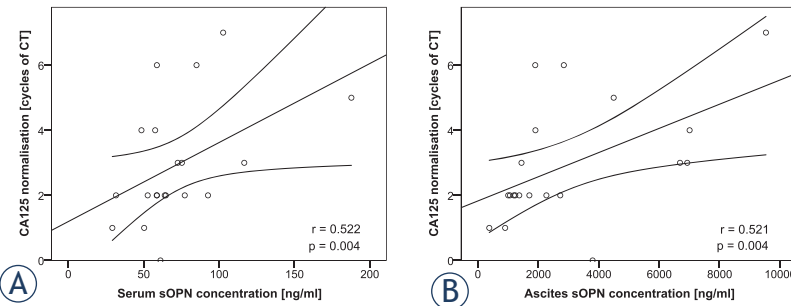 CA125 normalisation [cycles of CT]
6
4
2
0
0 50 100 150 200
r = 0.522
p = 0.004
Serum sOPN concentration [ng/ml]
A
CA125 normalisation [cycles of CT]
6
4
2
0
0 2000 4000 6000 8000 10000
r = 0.521
p = 0.004
Ascites sOPN concentration [ng/ml]
B